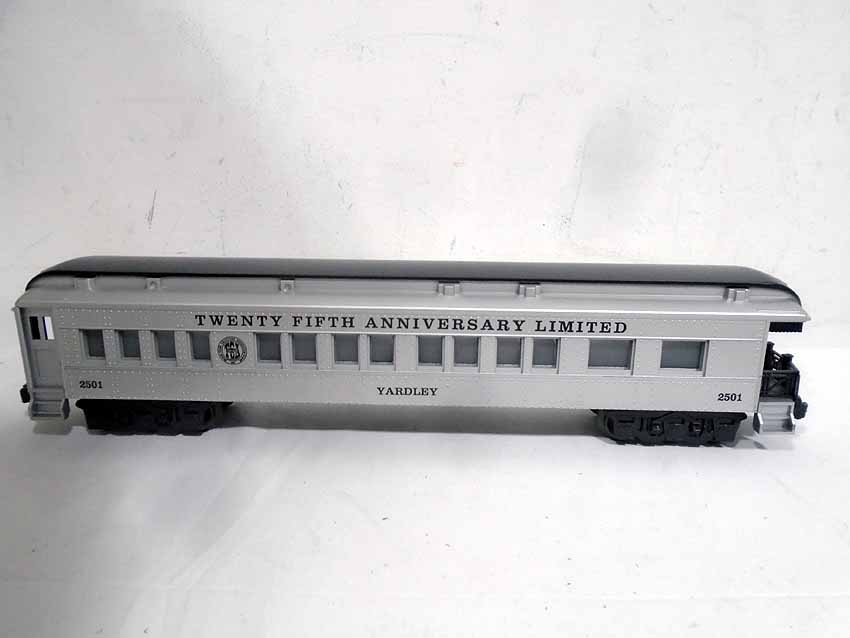 TWENTY FIFTH ANNIVERSARY LIMITED
2501
YARDLEY
2501